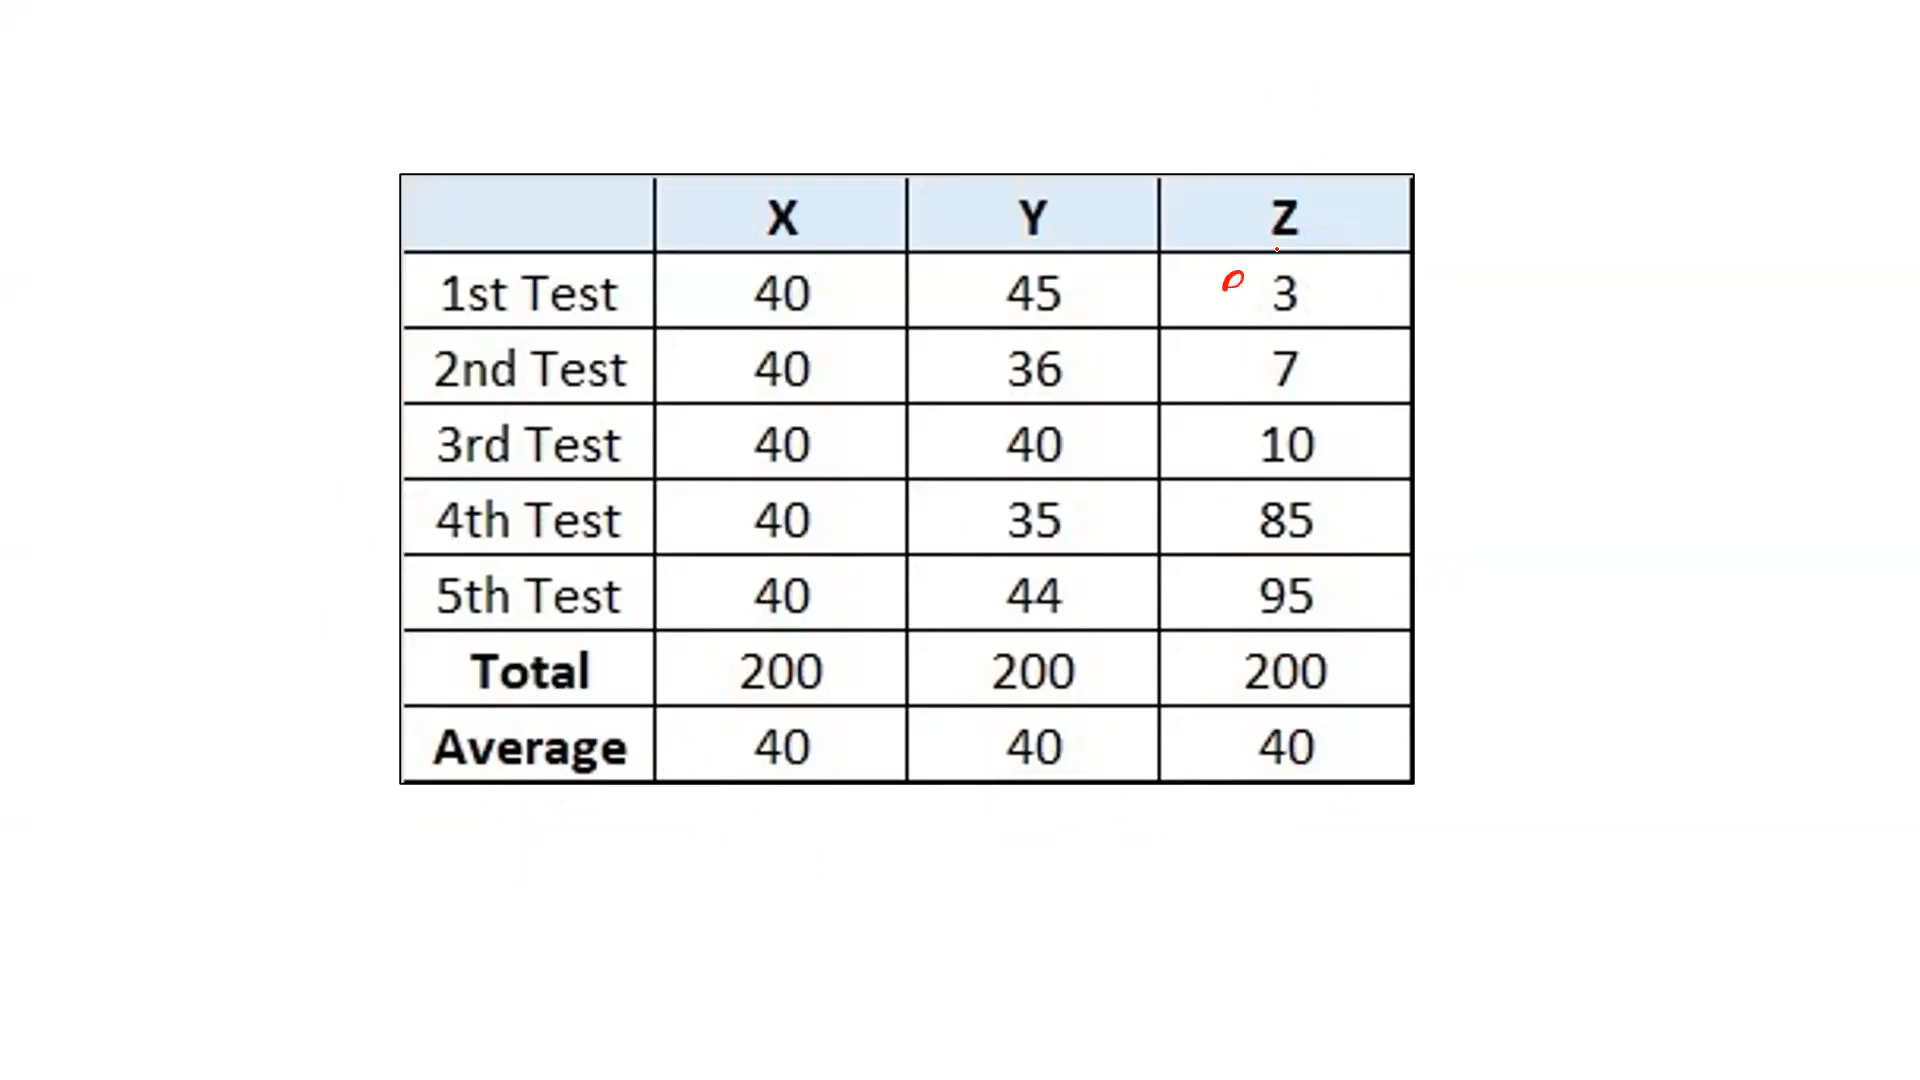 X Y Z
1st Test 40 45 3
2nd Test 40 36 7
3rd Test 40 40 10
4th Test 40 35 85
5th Test 40 44 95
Total 200 200 200
Average 40 40 40